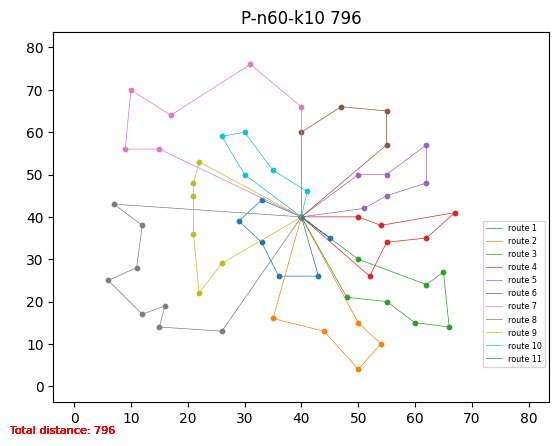 P-n60-k10 796
80
70
60
50
40
30
20
10
0
0 10 20 30 40 50 60 70 80
route 1
route 2
route 3
route 4
route 5
route 6
route 7
route 8
route 9
route 10
route 11
Total distance: 796